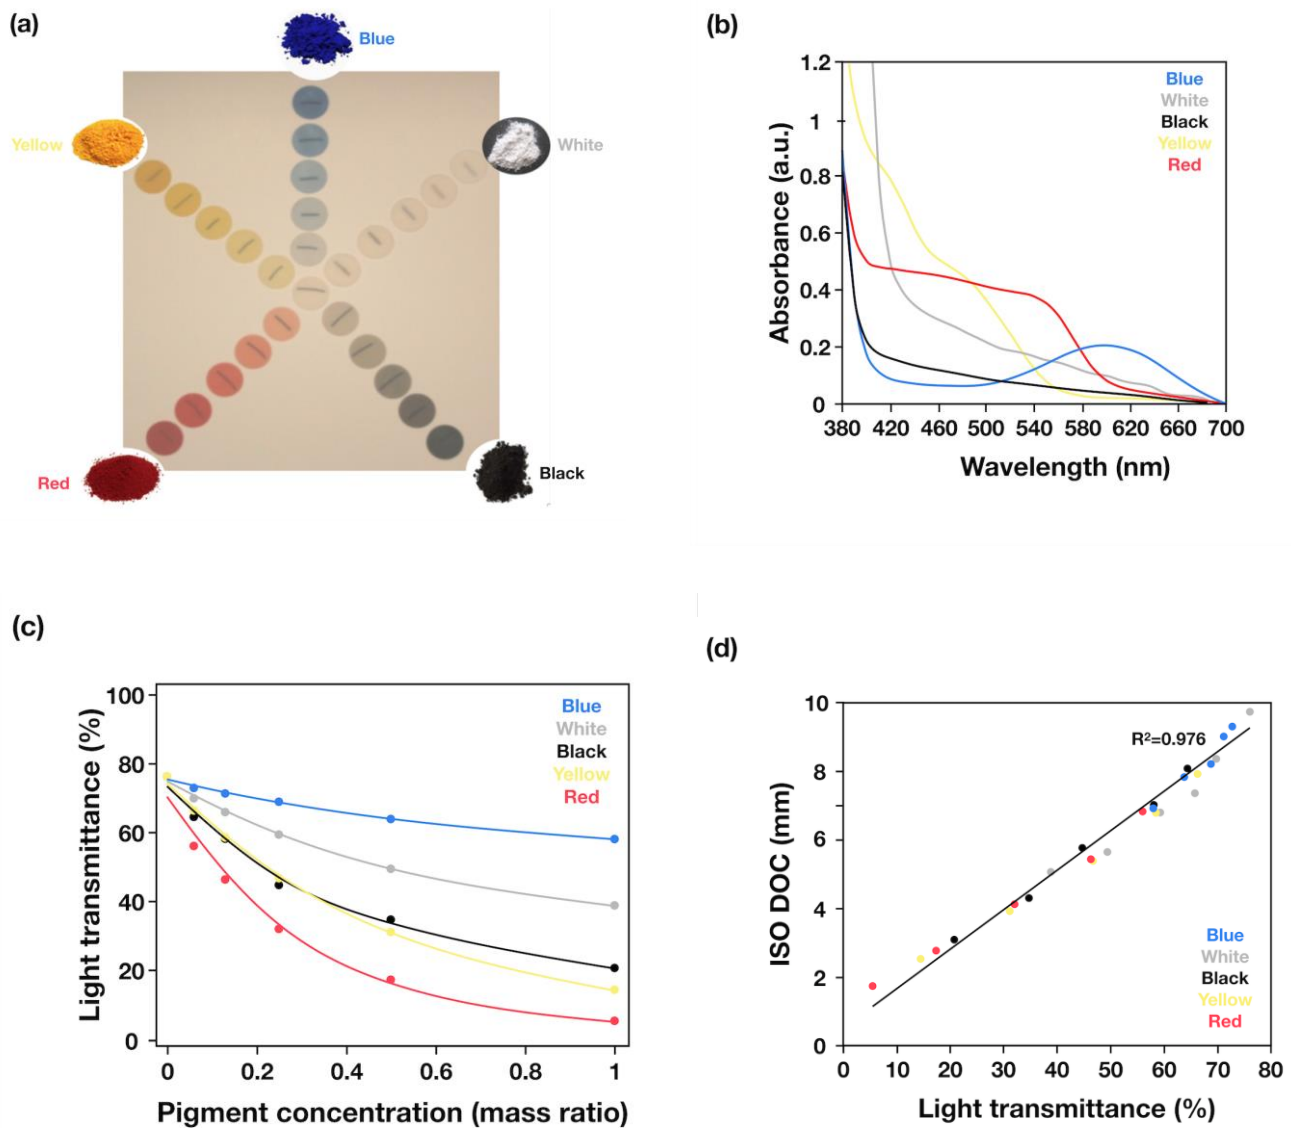 (a)
Blue
Yellow
White
Red
Black
(b)
1.2
1
0.8
0.6
0.4
0.2
0
Absorbance (a.u.)
Blue
White
Black
Yellow
Red
380 420 460 500 540 580 620 660 700
Wavelength (nm)
(c)
100
80
60
40
20
0
Light transmittance (%)
Blue
White
Black
Yellow
Red
0 0.2 0.4 0.6 0.8 1
Pigment concentration (mass ratio)
(d)
10
8
6
4
2
0
ISO DOC (mm)
R²=0.976
Blue
White
Black
Yellow
Red
0 10 20 30 40 50 60 70 80
Light transmittance (%)